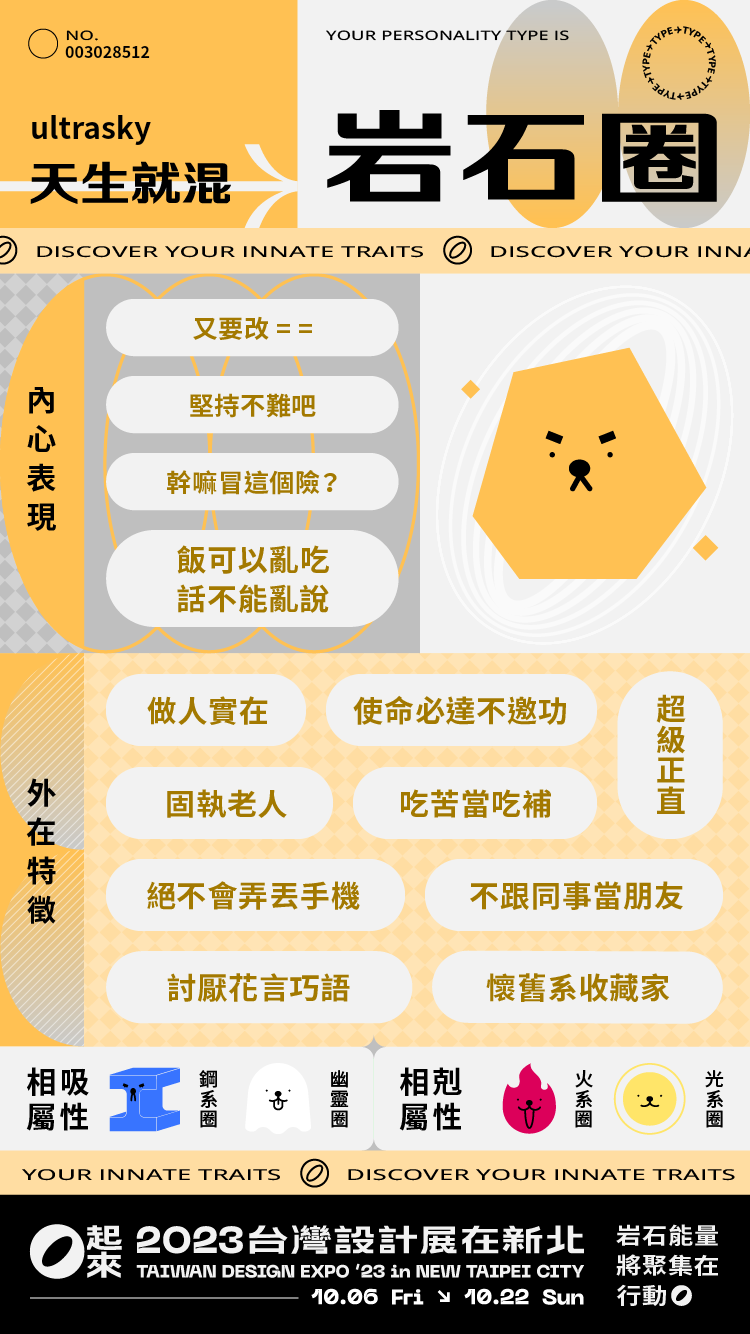 NO.
003028512
ultrasky
天生就混
YOUR PERSONALITY TYPE IS
TYPE→TYPE→TYPE→TYPE→TYPE→TYPE→TYPE→
岩石圈
DISCOVER YOUR INNATE TRAITS
DISCOVER YOUR INNA
內心表現
又要改 = =
堅持不難吧
幹嘛冒這個險？
飯可以亂吃
話不能亂說
外在特徵
做人實在
使命必達不邀功
超級正直
固執老人
吃苦當吃補
絕不會弄丟手機
不跟同事當朋友
討厭花言巧語
懷舊系收藏家
相吸
屬性
鋼系圈
幽靈圈
相剋
屬性
火系圈
光系圈
YOUR INNATE TRAITS
DISCOVER YOUR INNATE TRAITS
起來
2023台灣設計展在新北
TAIWAN DESIGN EXPO '23 in NEW TAIPEI CITY
10.06 Fri ↘ 10.22 Sun
岩石能量
將聚集在
行動